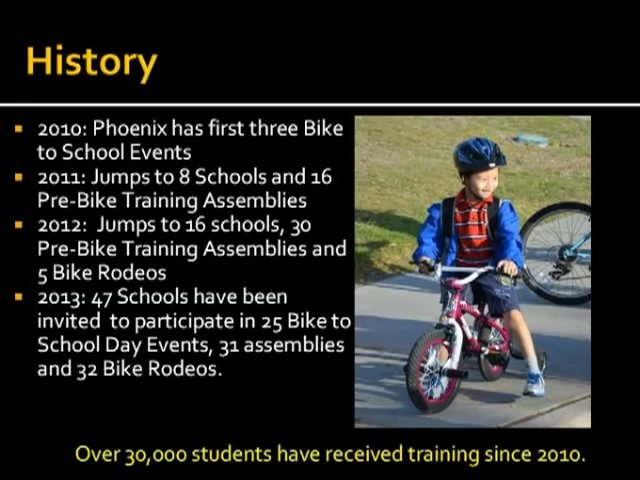 History
▪ 2010: Phoenix has first three Bike
to School Events
▪ 2011: Jumps to 8 Schools and 16
Pre-Bike Training Assemblies
▪ 2012:  Jumps to 16 schools, 30
Pre-Bike Training Assemblies and
5 Bike Rodeos
▪ 2013: 47 Schools have been
invited  to participate in 25 Bike to
School Day Events, 31 assemblies
and 32 Bike Rodeos.
Over 30,000 students have received training since 2010.